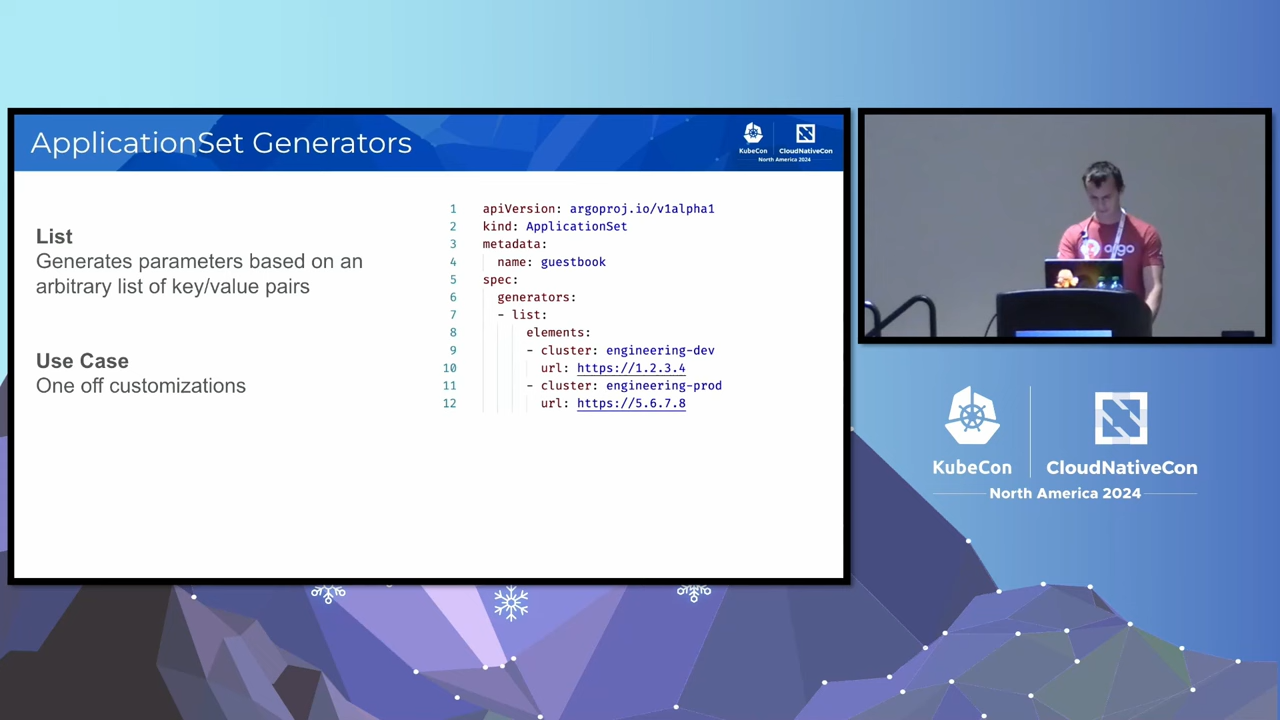 ApplicationSet Generators
KubeCon
CloudNativeCon
North America 2024
List
Generates parameters based on an
arbitrary list of key/value pairs
Use Case
One off customizations
1 apiVersion: argoproj.io/v1alpha1
2 kind: ApplicationSet
3 metadata:
4 name: guestbook
5 spec:
6 generators:
7 - list:
8 elements:
9 - cluster: engineering-dev
10 url: https://1.2.3.4
11 - cluster: engineering-prod
12 url: https://5.6.7.8
argo
KubeCon
CloudNativeCon
North America 2024